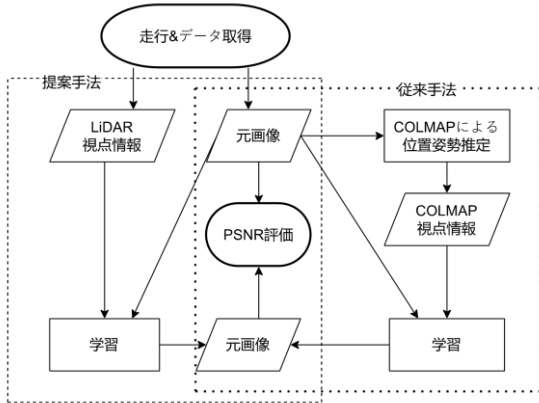 走行&データ取得
提案手法
従来手法
LiDAR
視点情報
元画像
COLMAPによる
位置姿勢推定
COLMAP
視点情報
PSNR評価
学習
元画像
学習